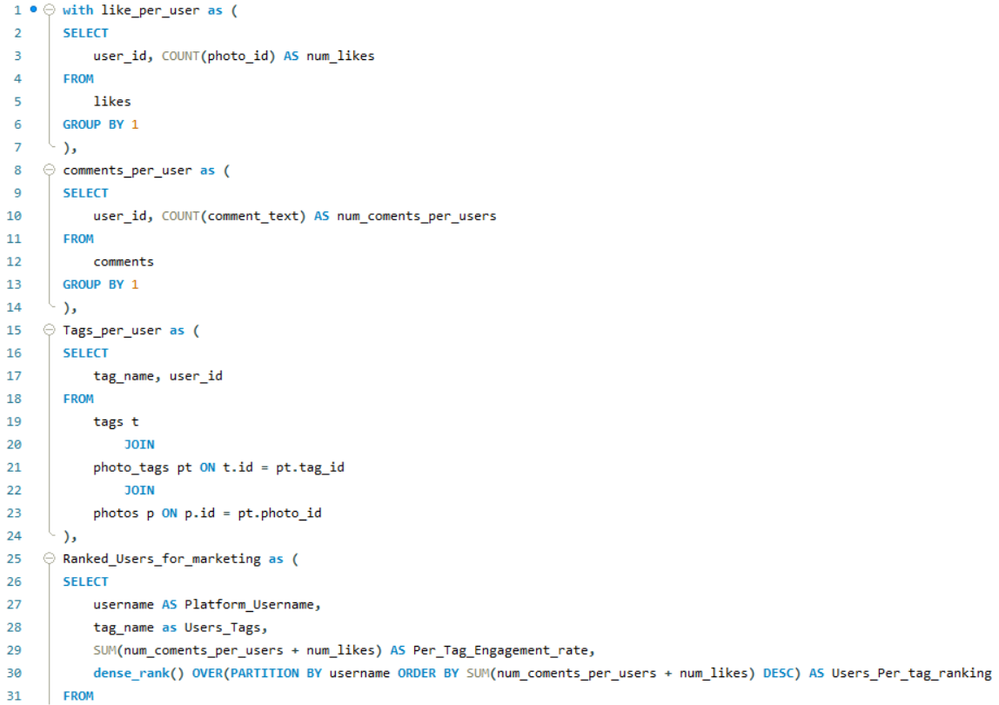 1 with like_per_user as (
2 SELECT
3 user_id, COUNT(photo_id) AS num_likes
4 FROM
5 likes
6 GROUP BY 1
7 ),
8 comments_per_user as (
9 SELECT
10 user_id, COUNT(comment_text) AS num_coments_per_users
11 FROM
12 comments
13 GROUP BY 1
14 ),
15 Tags_per_user as (
16 SELECT
17 tag_name, user_id
18 FROM
19 tags t
20 JOIN
21 photo_tags pt ON t.id = pt.tag_id
22 JOIN
23 photos p ON p.id = pt.photo_id
24 ),
25 Ranked_Users_for_marketing as (
26 SELECT
27 username AS Platform_Username,
28 tag_name as Users_Tags,
29 SUM(num_coments_per_users + num_likes) AS Per_Tag_Engagement_rate,
30 dense_rank() OVER(PARTITION BY username ORDER BY SUM(num_coments_per_users + num_likes) DESC) AS Users_Per_tag_ranking
31 FROM